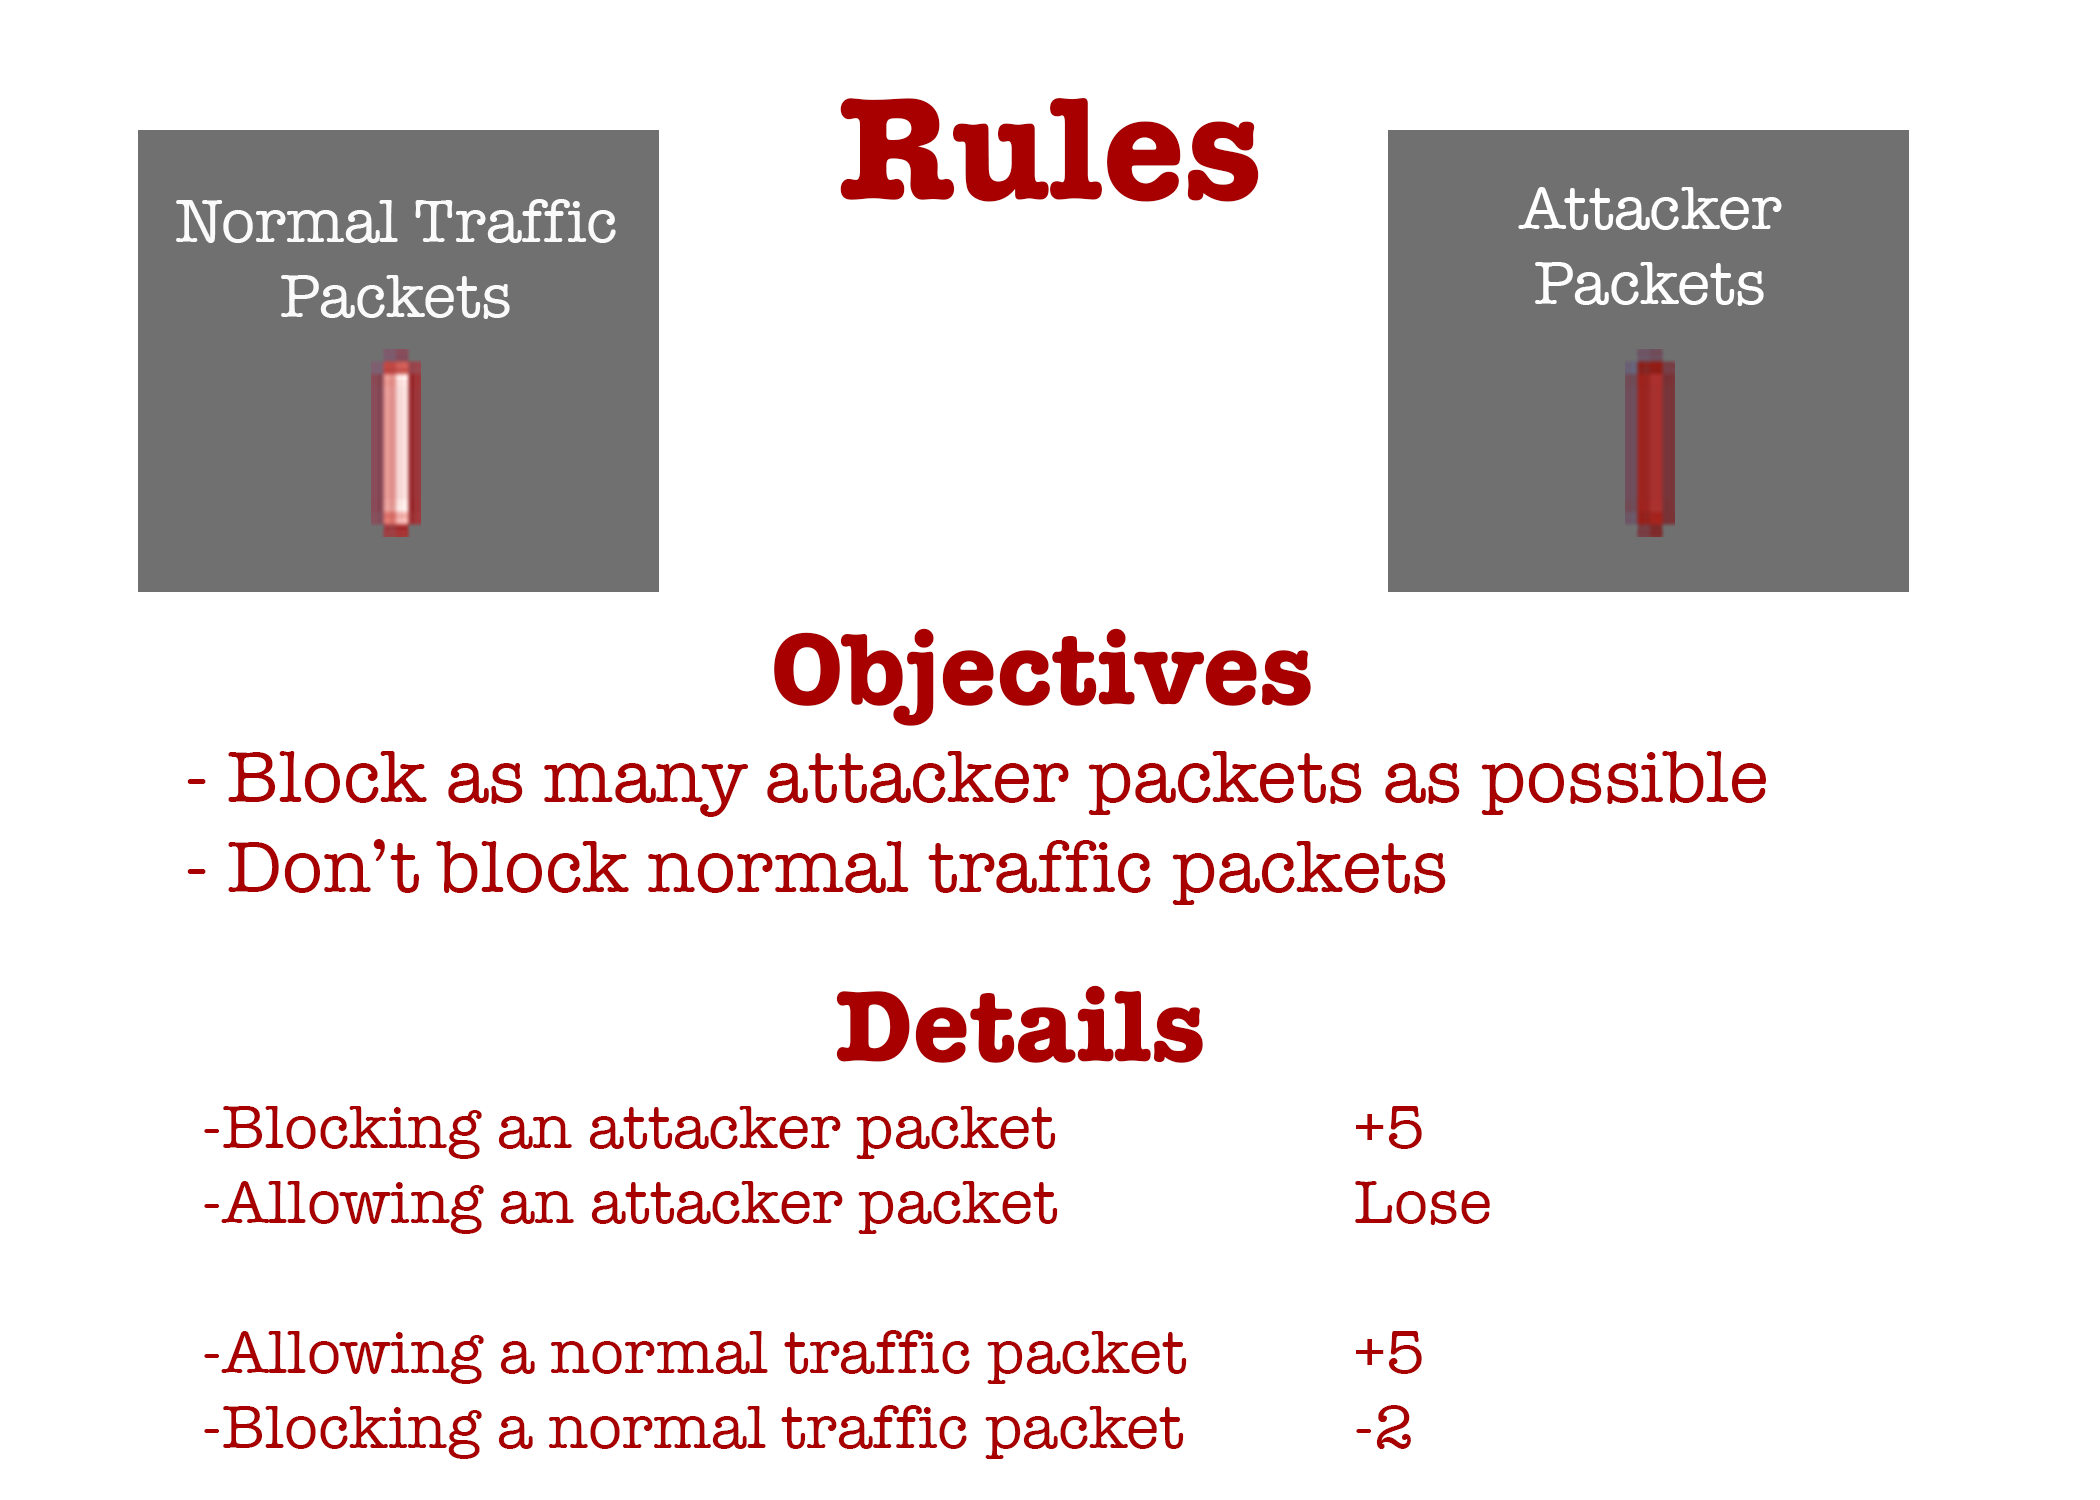 Rules
Normal Traffic
Packets
Attacker
Packets
Objectives
- Block as many attacker packets as possible
- Don’t block normal traffic packets
Details
-Blocking an attacker packet +5
-Allowing an attacker packet Lose
-Allowing a normal traffic packet +5
-Blocking a normal traffic packet -2